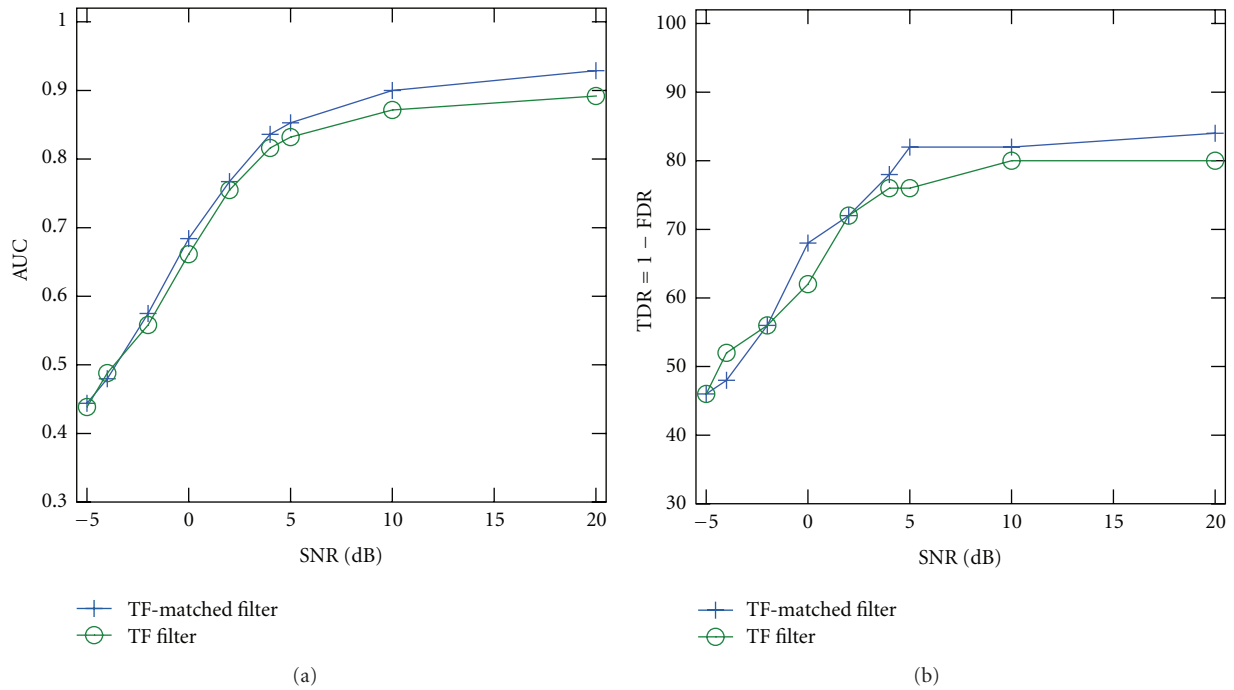 1
0.9
0.8
0.7
0.6
0.5
0.4
0.3
AUC
−5 0 5 10 15 20
SNR (dB)
TF-matched filter
TF filter
(a)
100
90
80
70
60
50
40
30
TDR = 1 − FDR
−5 0 5 10 15 20
SNR (dB)
TF-matched filter
TF filter
(b)